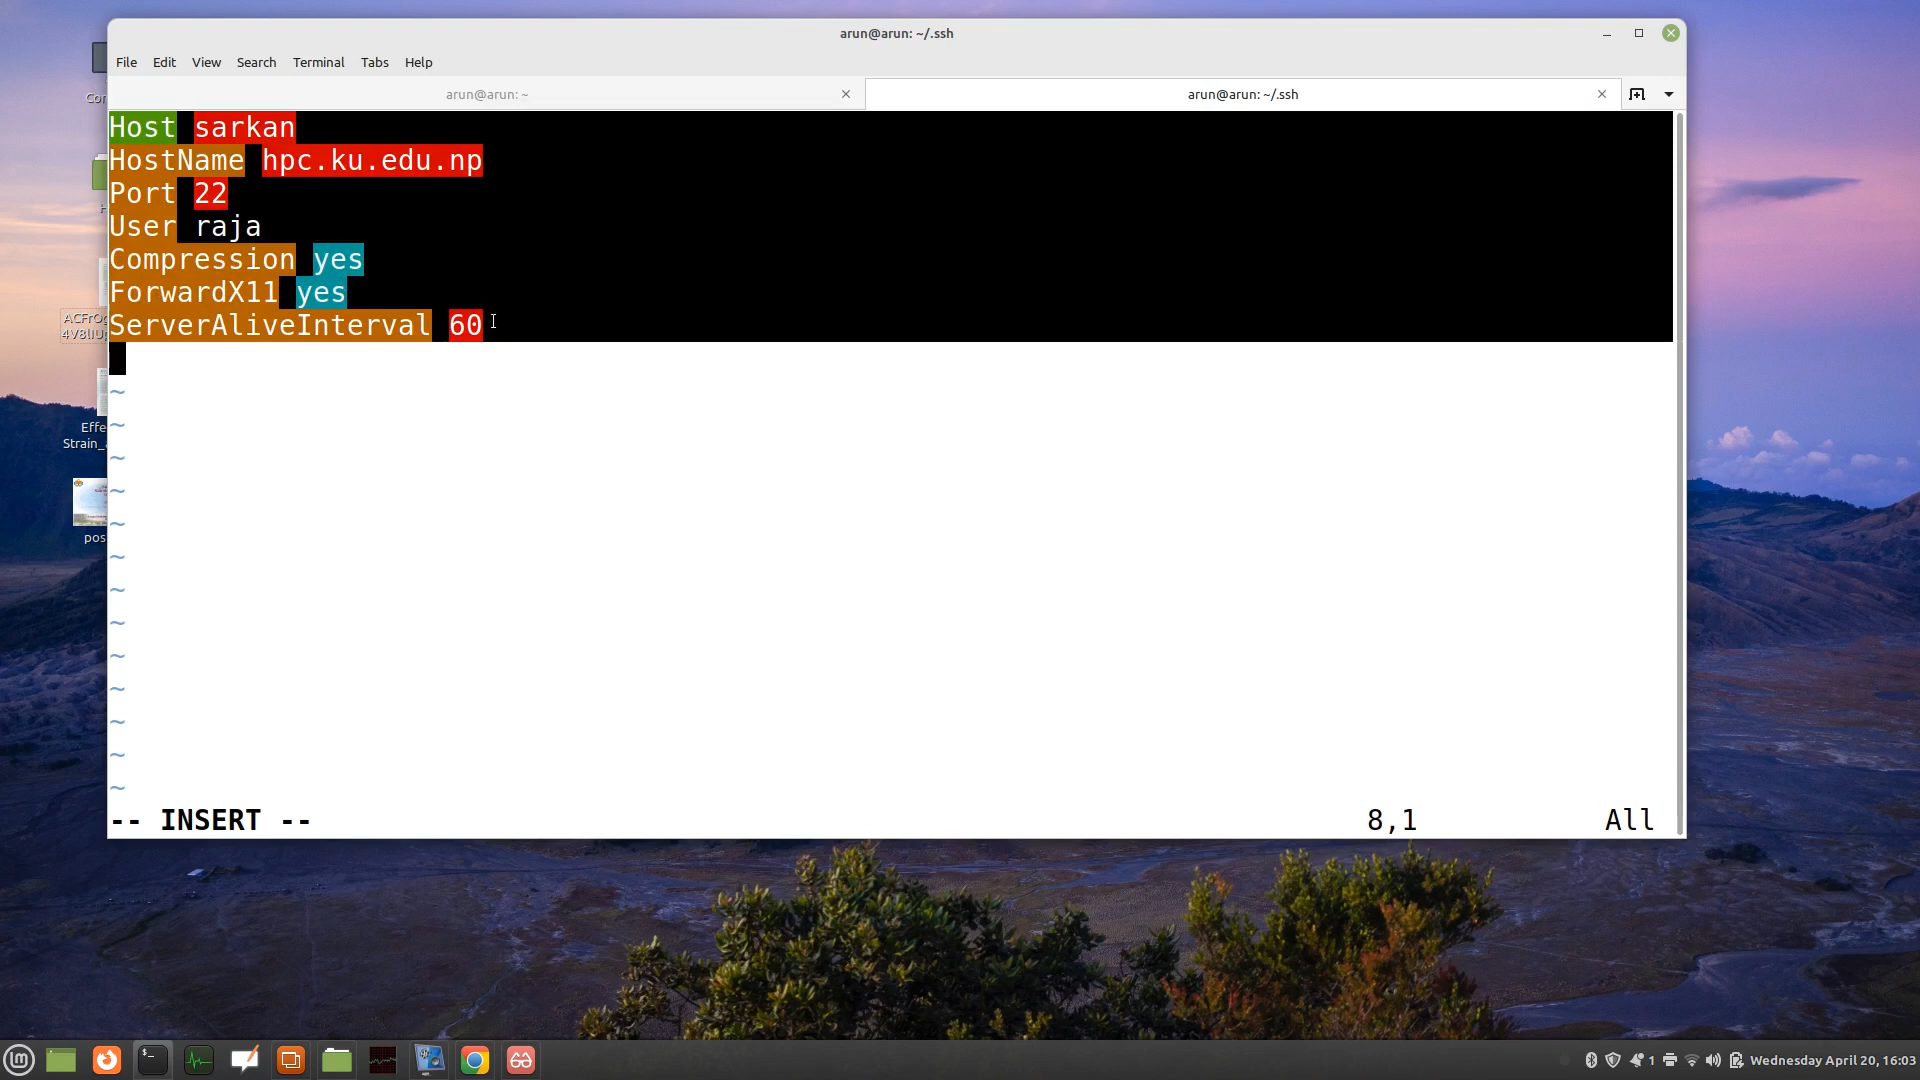 arun@arun: ~/.ssh
File Edit View Search Terminal Tabs Help
arun@arun: ~
arun@arun: ~/.ssh
Host sarkan
HostName hpc.ku.edu.np
Port 22
User raja
Compression yes
ForwardX11 yes
ServerAliveInterval 60
~
~
~
~
~
~
~
~
~
~
~
~
~
-- INSERT -- 8,1 All
1 Wednesday April 20, 16:03